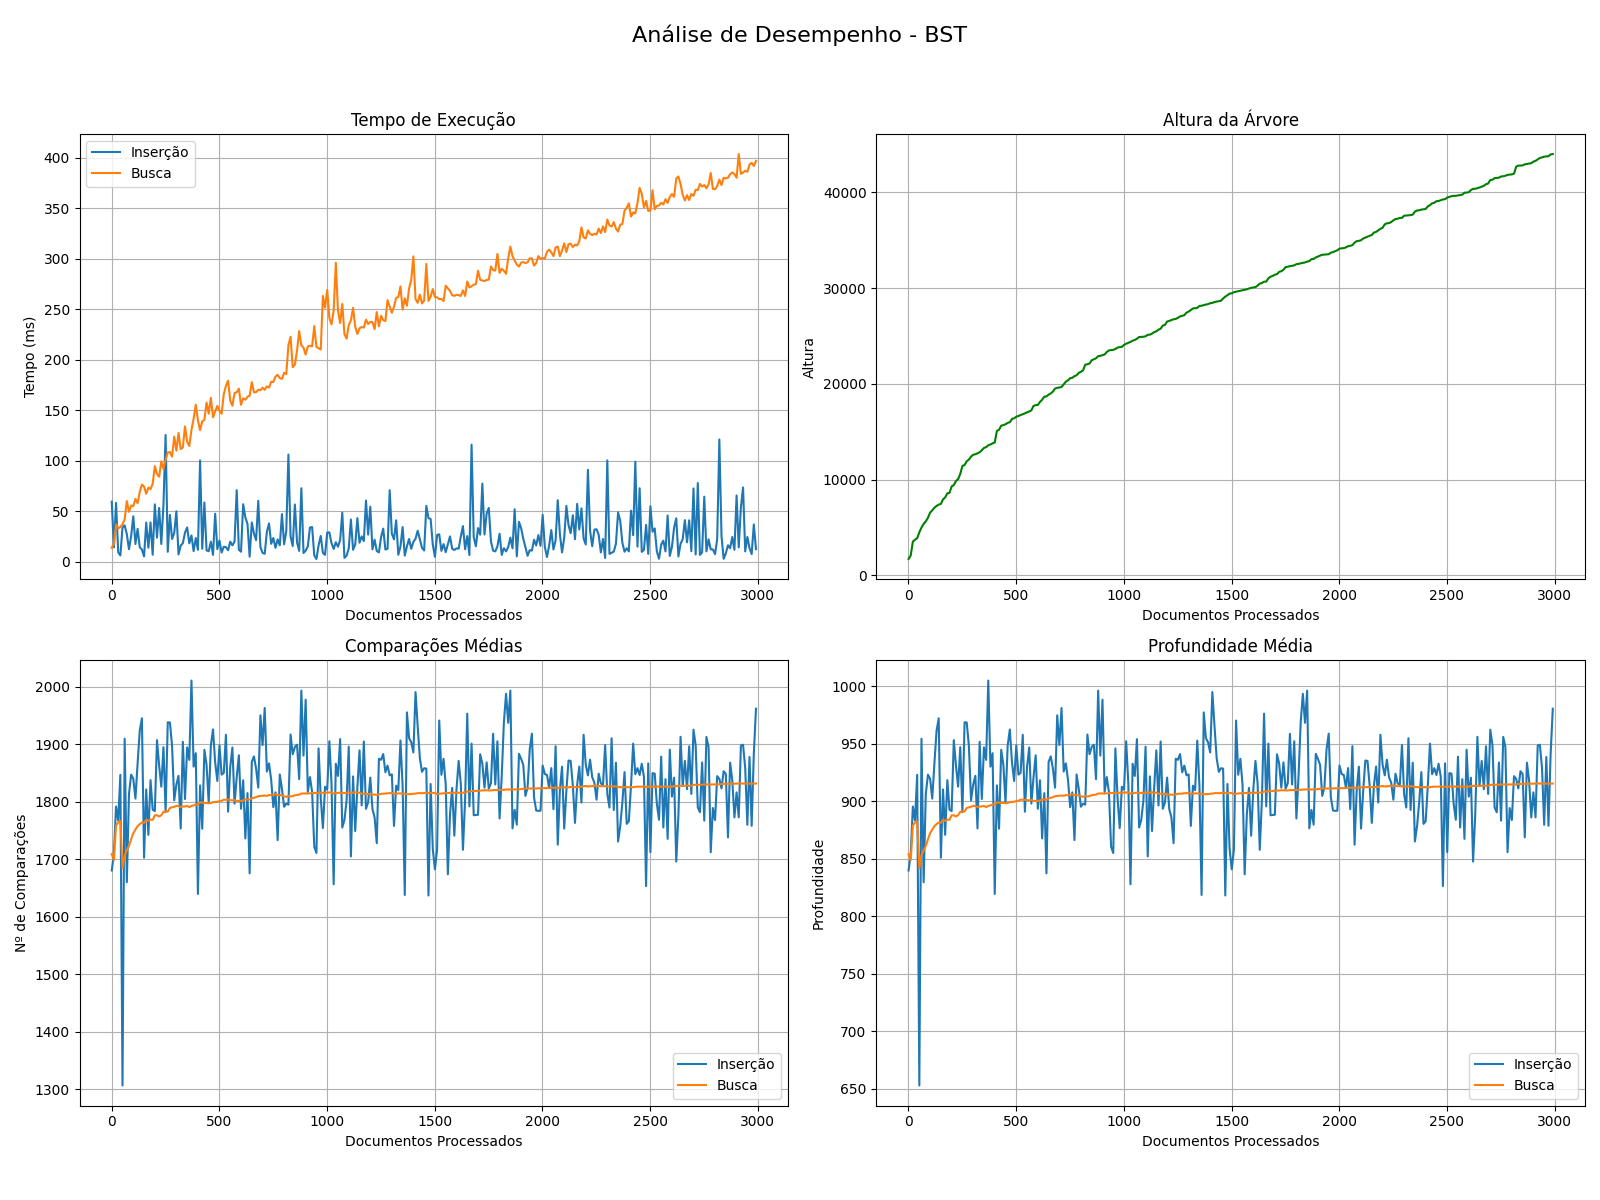 Análise de Desempenho - BST
Tempo de Execução
Inserção
Busca
Tempo (ms)
400
350
300
250
200
150
100
50
0
0 500 1000 1500 2000 2500 3000
Documentos Processados
Altura da Árvore
Altura
40000
30000
20000
10000
0
0 500 1000 1500 2000 2500 3000
Documentos Processados
Comparações Médias
Nº de Comparações
2000
1900
1800
1700
1600
1500
1400
1300
Inserção
Busca
0 500 1000 1500 2000 2500 3000
Documentos Processados
Profundidade Média
Profundidade
1000
950
900
850
800
750
700
650
Inserção
Busca
0 500 1000 1500 2000 2500 3000
Documentos Processados